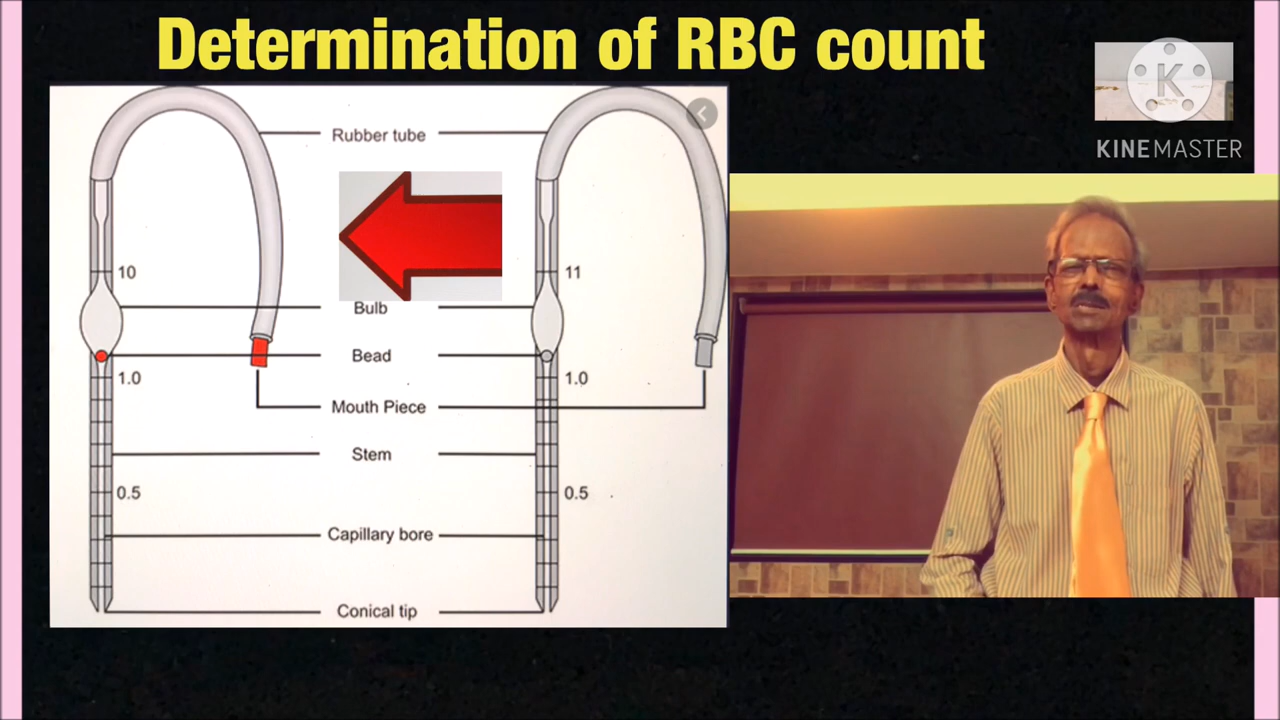 Determination of RBC count
K
KINEMASTER
Rubber tube
10
11
Bulb
Bead
1.0
1.0
Mouth Piece
Stem
0.5
0.5
Capillary bore
Conical tip